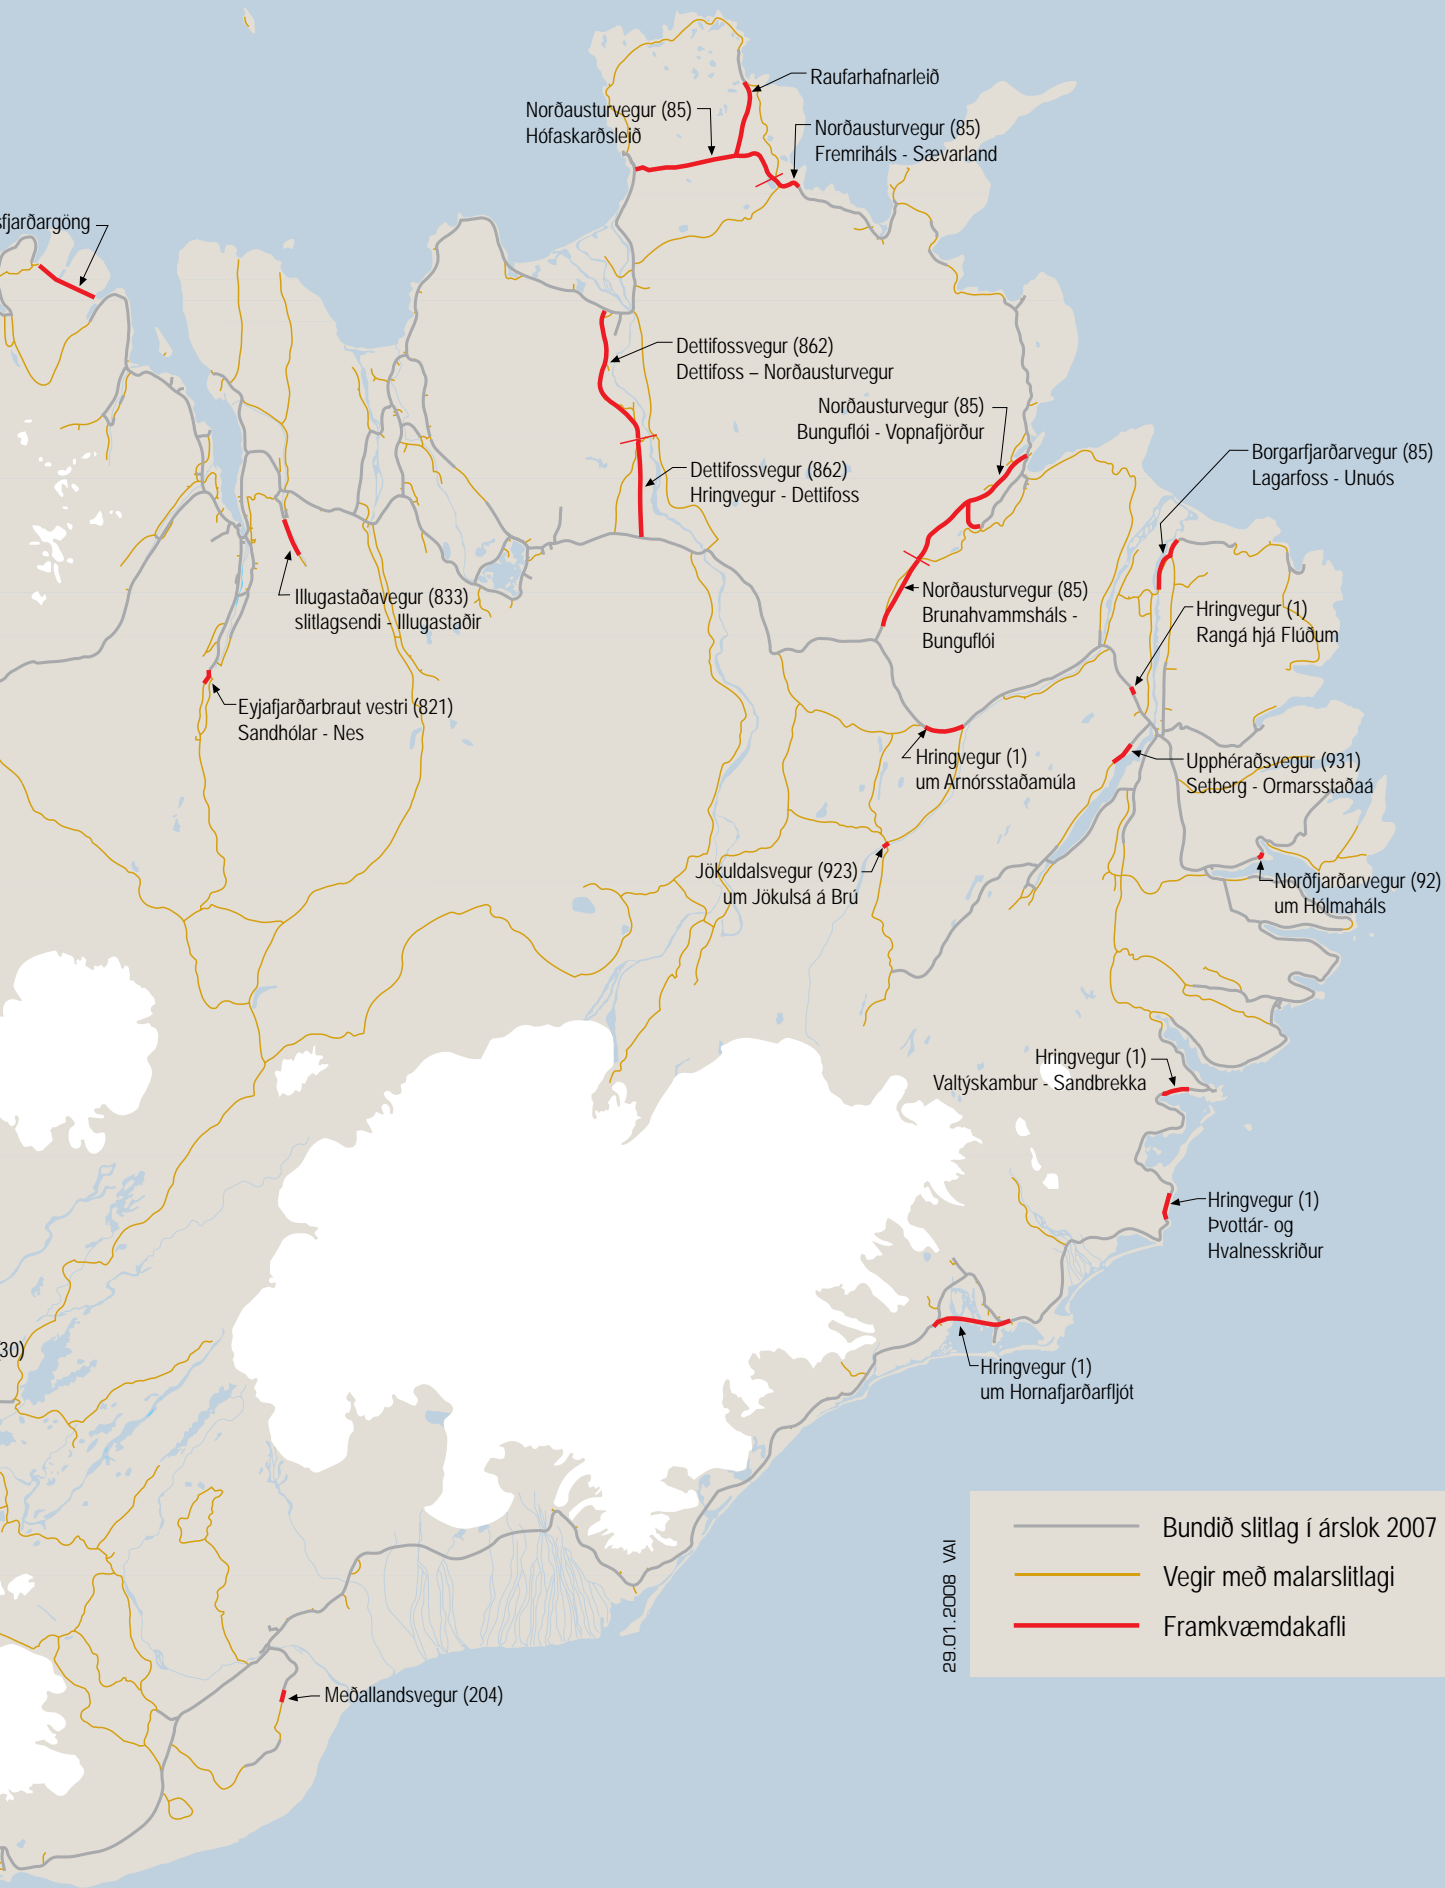 Raufarhafnarleið
Norðausturvegur (85)
Hófaskarðsleið
Norðausturvegur (85)
Fremriháls - Sævarland
sfjarðargöng
Dettifossvegur (862)
Dettifoss – Norðausturvegur
Norðausturvegur (85)
Bunguflói - Vopnafjörður
Borgarfjarðarvegur (85)
Lagarfoss - Unuós
Dettifossvegur (862)
Hringvegur - Dettifoss
Illugastaðavegur (833)
slitlagsendi - Illugastaðir
Norðausturvegur (85)
Brunahvammsháls -
Bunguflói
Hringvegur (1)
Rangá hjá Flúðum
Eyjafjarðarbraut vestri (821)
Sandhólar - Nes
Hringvegur (1)
um Arnórsstaðamúla
Upphéraðsvegur (931)
Setberg - Ormarsstaðaá
Jökuldalsvegur (923)
um Jökulsá á Brú
Norðfjarðarvegur (92)
um Hólmaháls
Hringvegur (1)
Valtýskambur - Sandbrekka
Hringvegur (1)
Þvottár- og
Hvalnesskriður
30)
Hringvegur (1)
um Hornafjarðarfljót
Bundið slitlag í árslok 2007
Vegir með malarslitlagi
Framkvæmdakafli
29.01.2008 VAI
Meðallandsvegur (204)